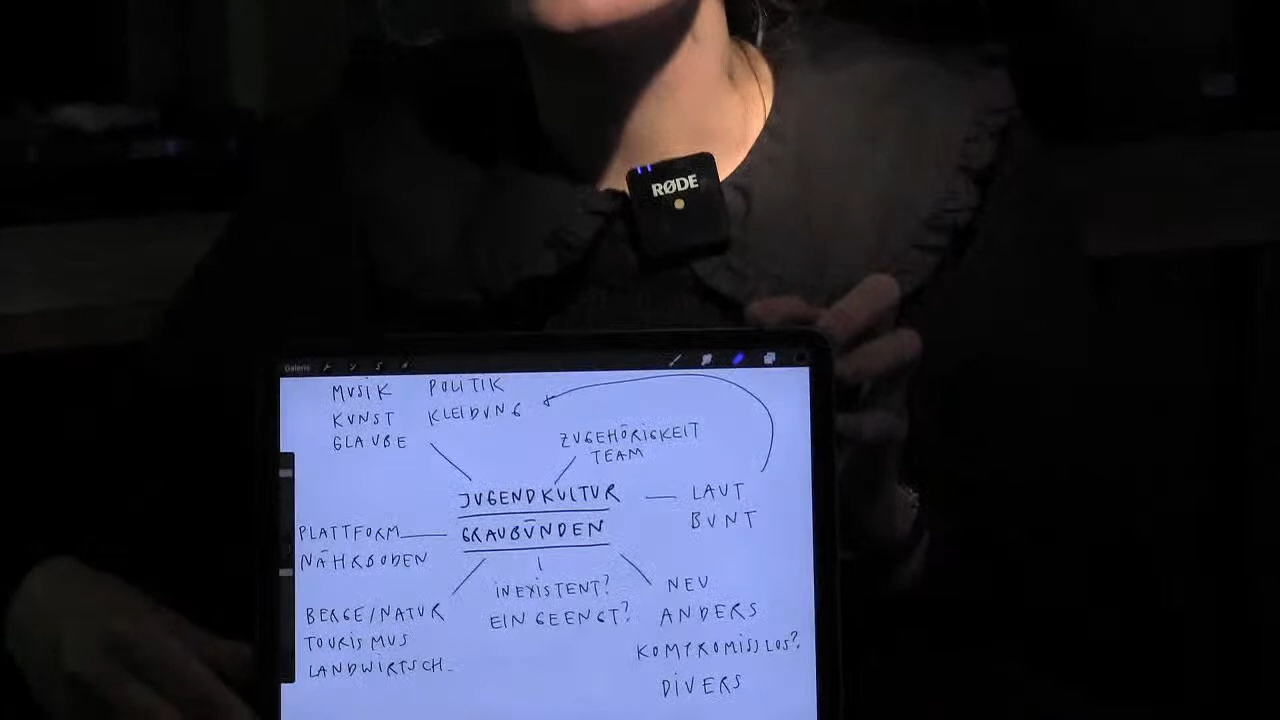 RØDE
Galerie
MUSIK POLITIK
KUNST KLEIDUNG
GLAUBE
ZUGEHÖRIGKEIT
TEAM
JUGENDKULTUR
GRAUBÜNDEN
LAUT
BUNT
PLATTFORM
NÄHRBODEN
INEXISTENT?
EINGEENGT?
NEU
ANDERS
KOMPROMISSLOS?
DIVERS
BERGE/NATUR
TOURISMUS
LANDWIRTSCH.